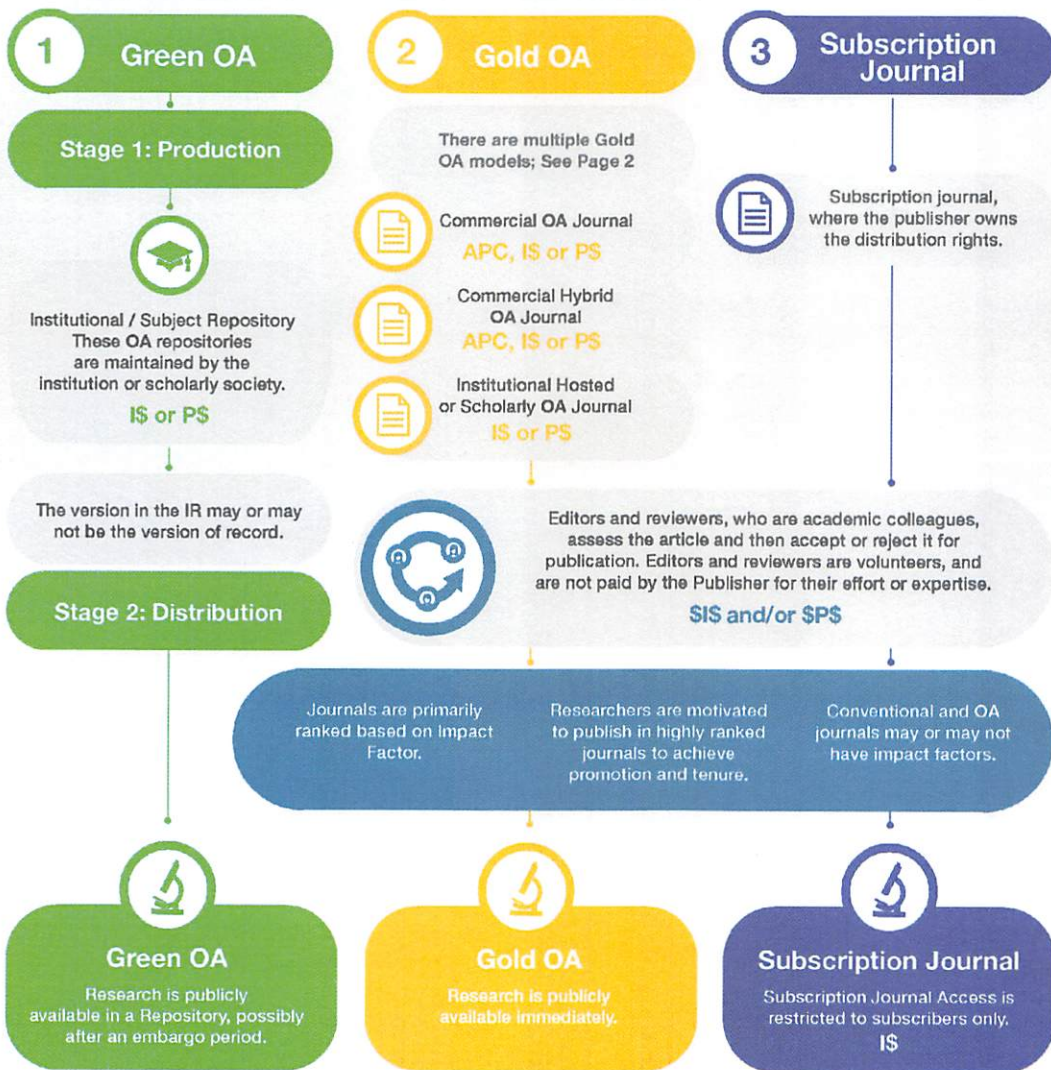 1
Green OA
Stage 1: Production
Institutional / Subject Repository
These OA repositories
are maintained by the
institution or scholarly society.
I$ or P$
The version in the IR may or may
not be the version of record.
Stage 2: Distribution
2
Gold OA
There are multiple Gold
OA models; See Page 2
Commercial OA Journal
APC, I$ or P$
Commercial Hybrid
OA Journal
APC, I$ or P$
Institutional Hosted
or Scholarly OA Journal
I$ or P$
3
Subscription
Journal
Subscription journal,
where the publisher owns
the distribution rights.
Editors and reviewers, who are academic colleagues,
assess the article and then accept or reject it for
publication. Editors and reviewers are volunteers, and
are not paid by the Publisher for their effort or expertise.
$I$ and/or $P$
Journals are primarily
ranked based on Impact
Factor.
Researchers are motivated
to publish in highly ranked
journals to achieve
promotion and tenure.
Conventional and OA
journals may or may not
have impact factors.
Green OA
Research is publicly
available in a Repository, possibly
after an embargo period.
Gold OA
Research is publicly
available immediately.
Subscription Journal
Subscription Journal Access is
restricted to subscribers only.
I$